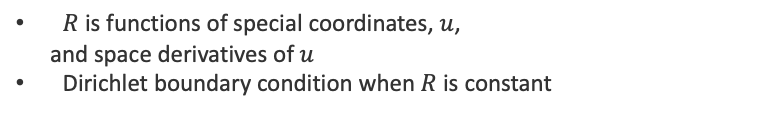 • R is functions of special coordinates, u,
and space derivatives of u
• Dirichlet boundary condition when R is constant